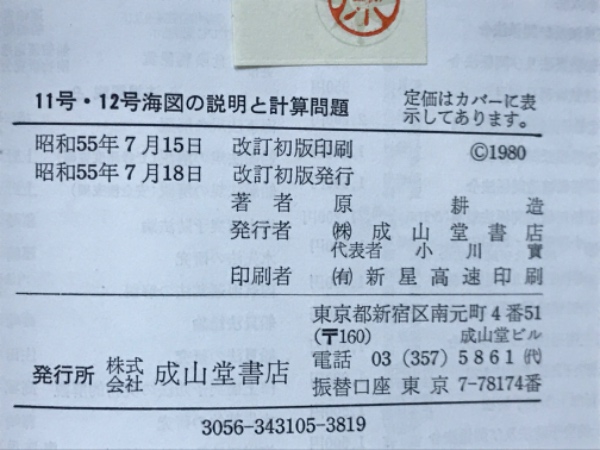 11号・12号海図の説明と計算問題
定価はカバーに表
示してあります。
昭和55年7月15日 改訂初版印刷
©1980
昭和55年7月18日 改訂初版発行
著者 原 耕造
発行者 ㈱ 成山堂書店
代表者 小川實
印刷者 ㈲ 新星高速印刷
東京都新宿区南元町4番51
(〒160) 成山堂ビル
発行所 株式会社 成山堂書店
電話 03 (357) 5861 ㈹
振替口座 東京 7-78174番
3056-343105-3819